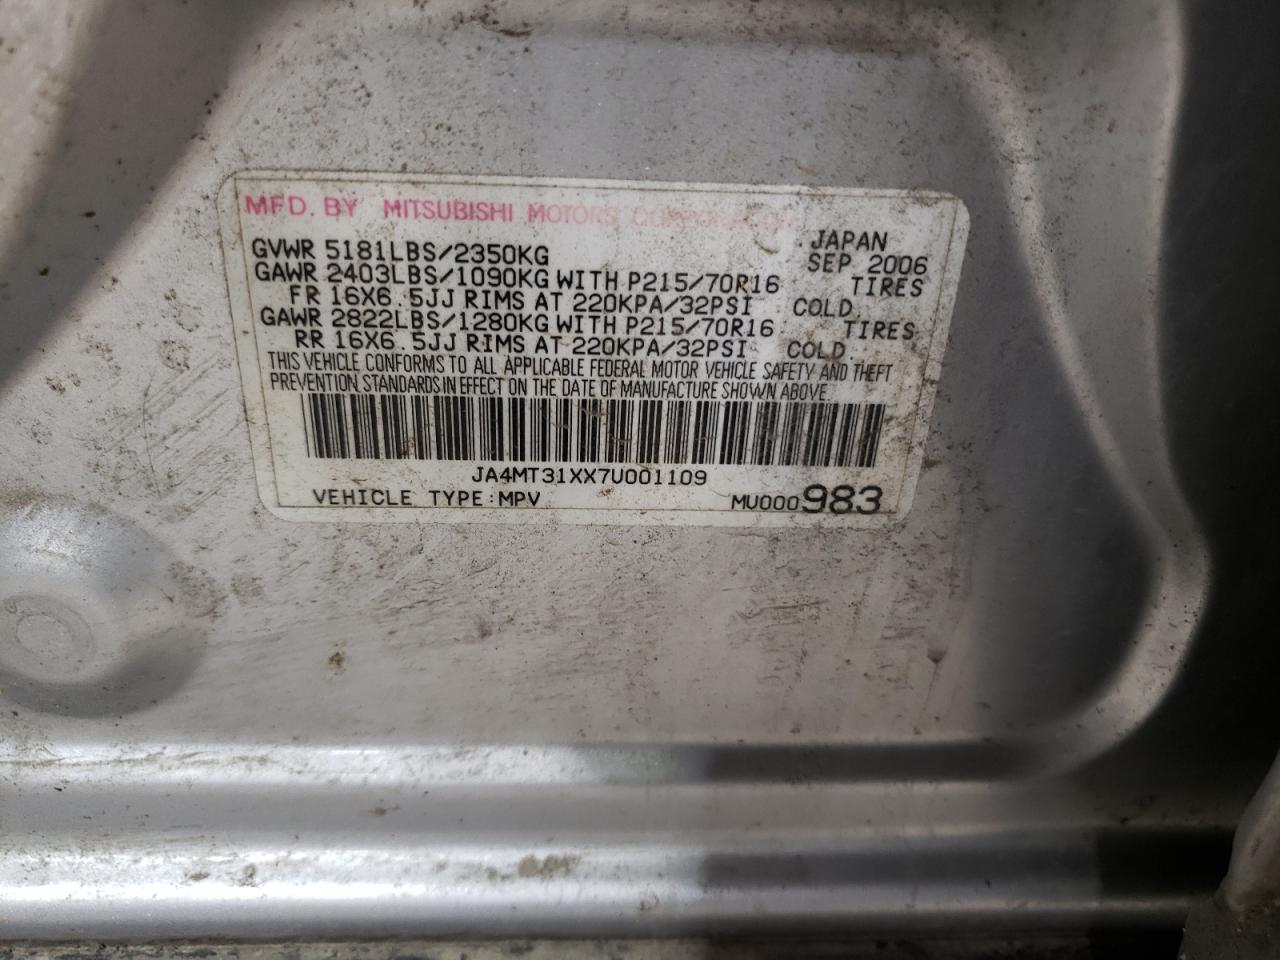 MFD. BY MITSUBISHI MOTORS CORPORATION
JAPAN
GVWR 5181LBS/2350KG SEP 2006
GAWR 2403LBS/1090KG WITH P215/70R16 TIRES
FR 16X6.5JJ RIMS AT 220KPA/32PSI COLD.
GAWR 2822LBS/1280KG WITH P215/70R16 TIRES
RR 16X6.5JJ RIMS AT 220KPA/32PSI COLD.
THIS VEHICLE CONFORMS TO ALL APPLICABLE FEDERAL MOTOR VEHICLE SAFETY AND THEFT
PREVENTION STANDARDS IN EFFECT ON THE DATE OF MANUFACTURE SHOWN ABOVE.
JA4MT31XX7U001109
VEHICLE TYPE:MPV MU000983